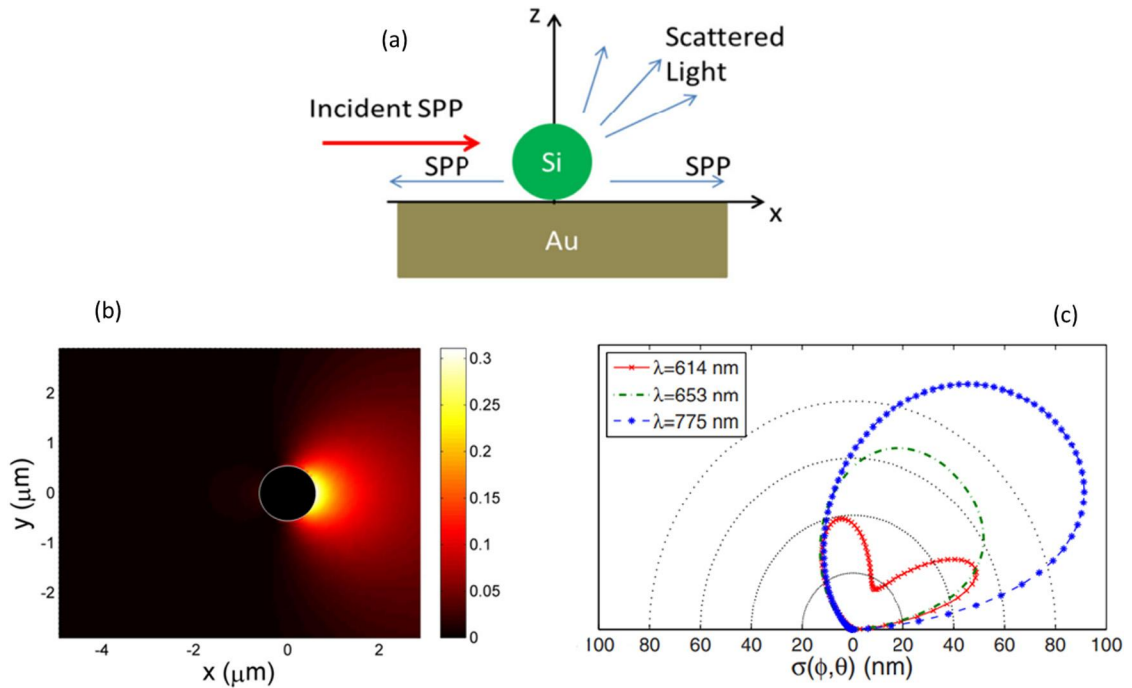 (a)
z
Scattered
Light
Incident SPP
Si
SPP
SPP
x
Au
(b)
2
1
0
-1
-2
y (μm)
-4
-2
0
2
x (μm)
0.3
0.25
0.2
0.15
0.1
0.05
0
(c)
λ=614 nm
λ=653 nm
λ=775 nm
100 80 60 40 20 0 20 40 60 80 100
σ(ϕ,θ) (nm)